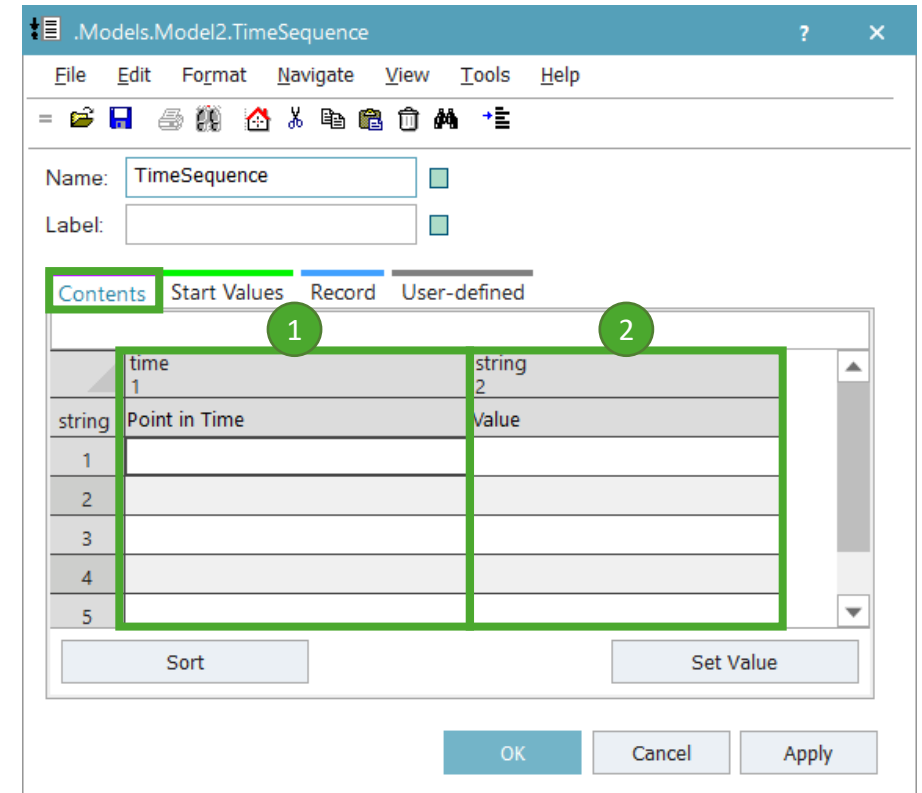 .Models.Model2.TimeSequence ? ×
File Edit Format Navigate View Tools Help
Name: TimeSequence
Label:
Contents Start Values Record User-defined
1 2
time string
1 2
string Point in Time Value
1
2
3
4
5
Sort Set Value
OK Cancel Apply